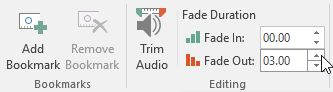 Add
Bookmark
Remove
Bookmark
Bookmarks
Trim
Audio
Fade Duration
Fade In: 00.00
Fade Out: 03.00
Editing